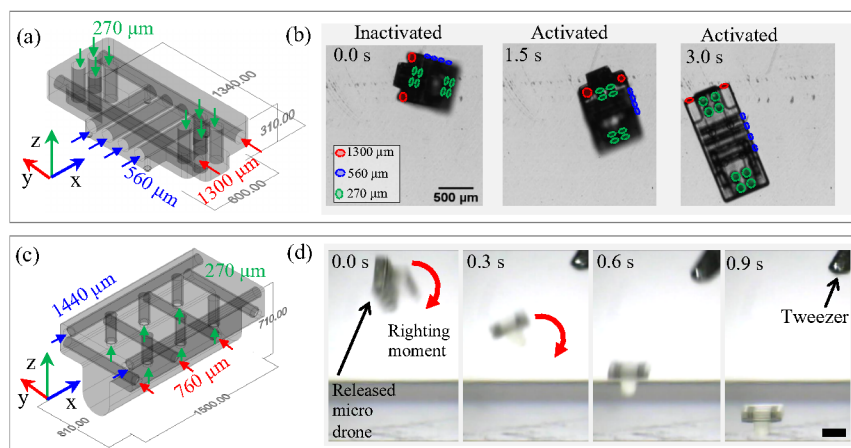 (a)
270 µm
1340.00
310.00
600.00
1300 µm
560 µm
z
y
x
(b)
Inactivated
Activated
Activated
0.0 s
1.5 s
3.0 s
1300 µm
560 µm
270 µm
500 µm
(c)
270 µm
1440 µm
710.00
760 µm
1500.00
810.00
z
y
x
(d)
0.0 s
0.3 s
0.6 s
0.9 s
Righting
moment
Released
micro
drone
Tweezer